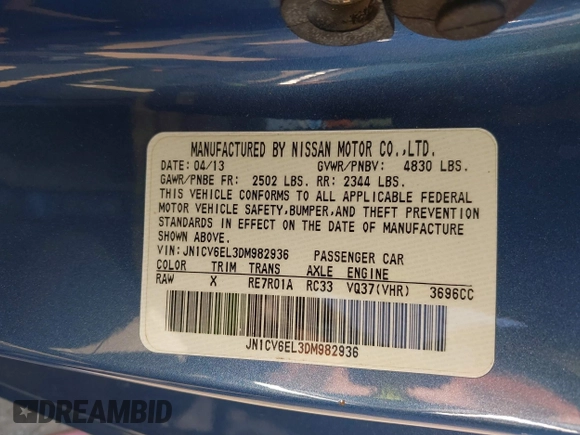 MANUFACTURED BY NISSAN MOTOR CO.,LTD.
DATE: 04/13 GVWR/PNBV: 4830 LBS.
GAWR/PNBE FR: 2502 LBS. RR: 2344 LBS.
THIS VEHICLE CONFORMS TO ALL APPLICABLE FEDERAL
MOTOR VEHICLE SAFETY,BUMPER,AND THEFT PREVENTION
STANDARDS IN EFFECT ON THE DATE OF MANUFACTURE
SHOWN ABOVE.
VIN: JN1CV6EL3DM982936 PASSENGER CAR
COLOR TRIM TRANS AXLE ENGINE
RAW X RE7R01A RC33 VQ37(VHR) 3696CC
JN1CV6EL3DM982936
DREAMBID